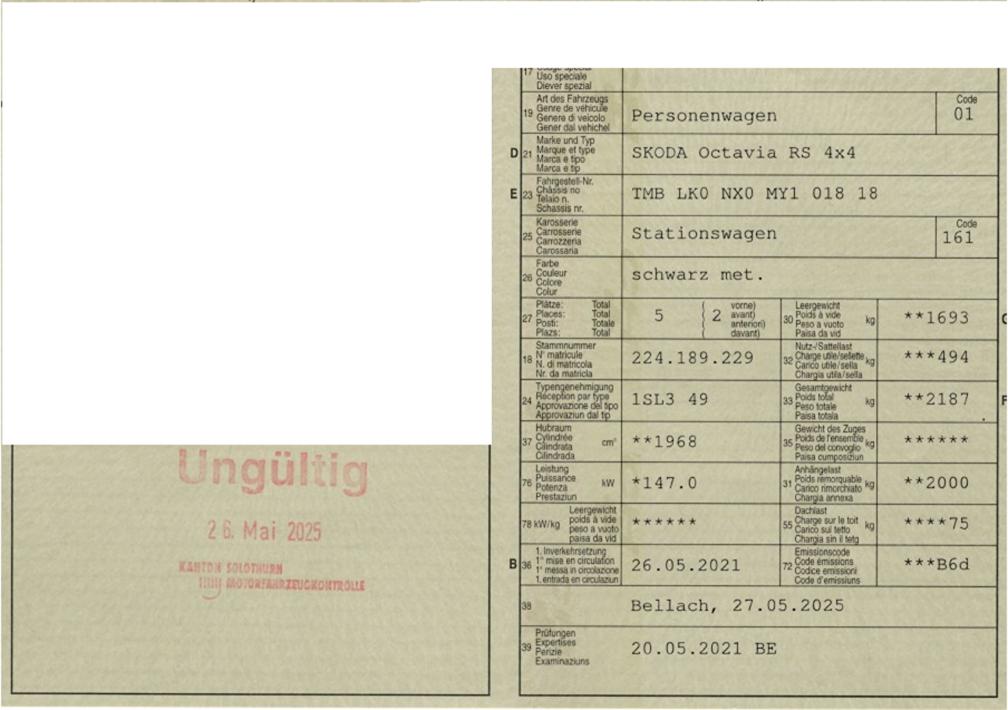 17 Usage spécial
Uso speciale
Diever spezial
19 Art des Fahrzeugs
Genre de véhicule
Genere di veicolo
Gener dal vehichel
Personenwagen
Code
01
D 21 Marke und Typ
Marque et type
Marca e tipo
Marca e tip
SKODA Octavia RS 4x4
E 23 Fahrgestell-Nr.
Châssis no
Telaio n.
Schassis nr.
TMB LK0 NX0 MY1 018 18
25 Karosserie
Carrosserie
Carrozzeria
Carossaria
Stationswagen
Code
161
26 Farbe
Couleur
Colore
Colur
schwarz met.
27 Plätze: Total
Places: Total
Posti: Totale
Plazs: Total
5 ( 2 vorne)
( avant)
( anteriori)
( davant)
30 Leergewicht
Poids à vide kg
Peso a vuoto
Paisa da vid
**1693
18 Stammnummer
N° matricule
N. di matricola
Nr. da matricla
224.189.229
32 Nutz-/Sattellast
Charge utile/sellette kg
Carico utile/sella
Chargia utila/sella
***494
24 Typengenehmigung
Réception par type
Approvazione del tipo
Approvaziun dal tip
1SL3 49
33 Gesamtgewicht
Poids total kg
Peso totale
Paisa totala
**2187
F
37 Hubraum
Cylindrée cm³
Cilindrata
Cilindrada
**1968
35 Gewicht des Zuges
Poids de l'ensemble kg
Peso del convoglio
Paisa cumposiziun
******
76 Leistung
Puissance kW
Potenza
Prestaziun
*147.0
31 Anhängelast
Poids remorquable kg
Carico rimorchiato
Chargia annexa
**2000
78 kW/kg Leergewicht
poids à vide
peso a vuoto
paisa da vid
******
55 Dachlast
Charge sur le toit kg
Carico sul tetto
Chargia sin il tetg
****75
B 36 1. Inverkehrsetzung
1re mise en circulation
1a messa in circolazione
1. entrada en circulaziun
26.05.2021
72 Emissionscode
Code émissions
Codice emissioni
Code d'emissiuns
***B6d
38 Bellach, 27.05.2025
39 Prüfungen
Expertises
Perizie
Examinaziuns
20.05.2021 BE
Ungültig
26. Mai 2025
KANTON SOLOTHURN
MOTORFAHRZEUGKONTROLLE